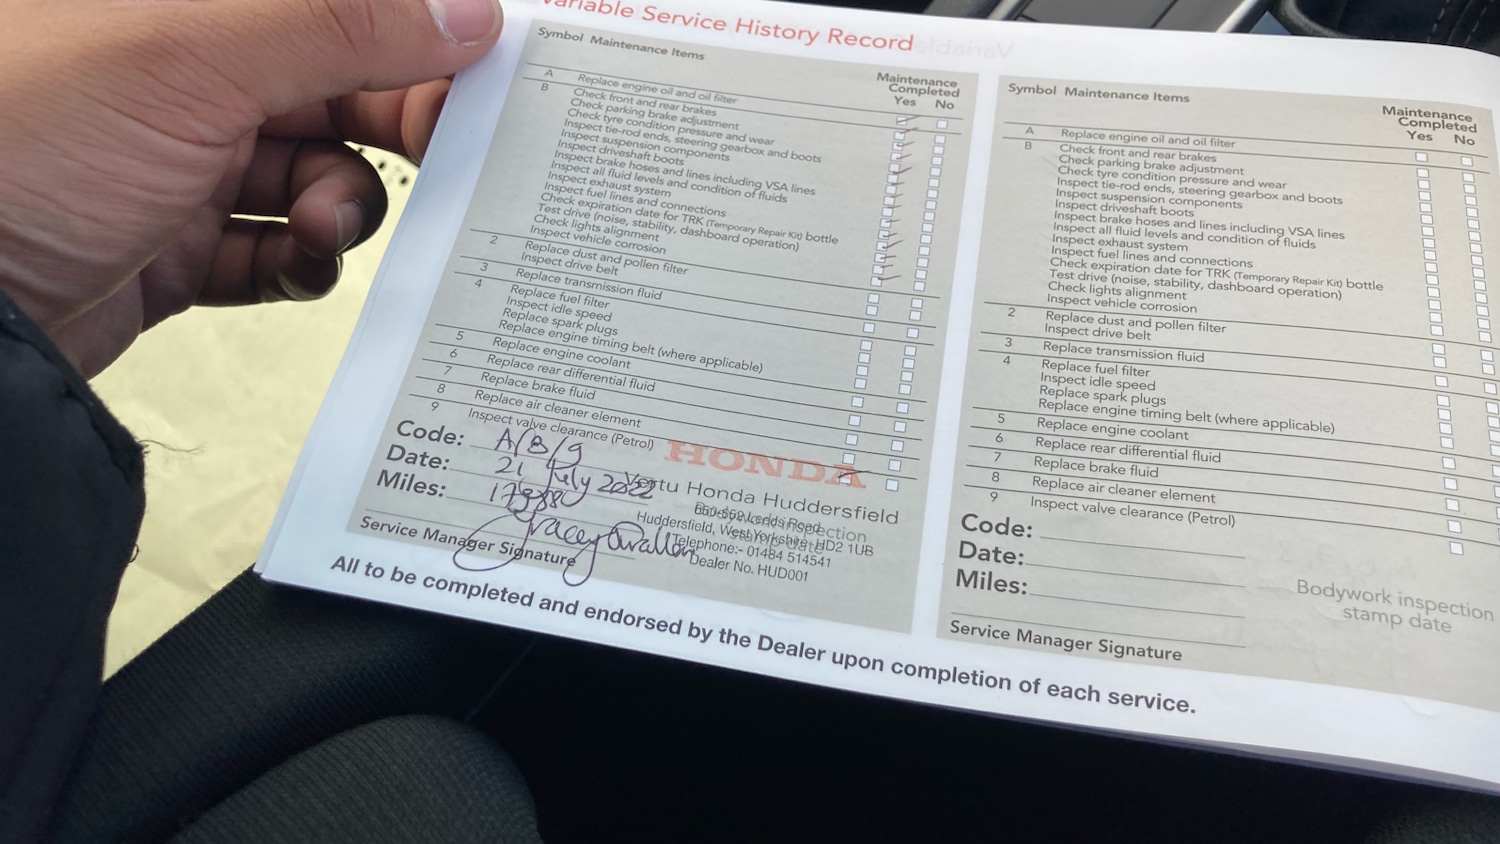 Variable Service History Record
Symbol Maintenance Items
Maintenance
Completed
Yes No
A Replace engine oil and oil filter
B Check front and rear brakes
Check parking brake adjustment
Check tyre condition pressure and wear
Inspect tie-rod ends, steering gearbox and boots
Inspect suspension components
Inspect driveshaft boots
Inspect brake hoses and lines including VSA lines
Inspect all fluid levels and condition of fluids
Inspect exhaust system
Inspect fuel lines and connections
Check expiration date for TRK (Temporary Repair Kit) bottle
Test drive (noise, stability, dashboard operation)
Check lights alignment
Inspect vehicle corrosion
2 Replace dust and pollen filter
Inspect drive belt
3 Replace transmission fluid
4 Replace fuel filter
Inspect idle speed
Replace spark plugs
Replace engine timing belt (where applicable)
5 Replace engine coolant
6 Replace rear differential fluid
7 Replace brake fluid
8 Replace air cleaner element
9 Inspect valve clearance (Petrol)
Code: A/B/9
Date: 21 July 2022
Miles:
Service Manager Signature
HONDA
Vertu Honda Huddersfield
650-652 Leeds Road
Huddersfield, West Yorkshire, HD2 1UB
Telephone:- 01484 514541
Dealer No. HUD001
Bodywork inspection
stamp date
Symbol Maintenance Items
Maintenance
Completed
Yes No
A Replace engine oil and oil filter
B Check front and rear brakes
Check parking brake adjustment
Check tyre condition pressure and wear
Inspect tie-rod ends, steering gearbox and boots
Inspect suspension components
Inspect driveshaft boots
Inspect brake hoses and lines including VSA lines
Inspect all fluid levels and condition of fluids
Inspect exhaust system
Inspect fuel lines and connections
Check expiration date for TRK (Temporary Repair Kit) bottle
Test drive (noise, stability, dashboard operation)
Check lights alignment
Inspect vehicle corrosion
2 Replace dust and pollen filter
Inspect drive belt
3 Replace transmission fluid
4 Replace fuel filter
Inspect idle speed
Replace spark plugs
Replace engine timing belt (where applicable)
5 Replace engine coolant
6 Replace rear differential fluid
7 Replace brake fluid
8 Replace air cleaner element
9 Inspect valve clearance (Petrol)
Code:
Date:
Miles:
Service Manager Signature
Bodywork inspection
stamp date
All to be completed and endorsed by the Dealer upon completion of each service.